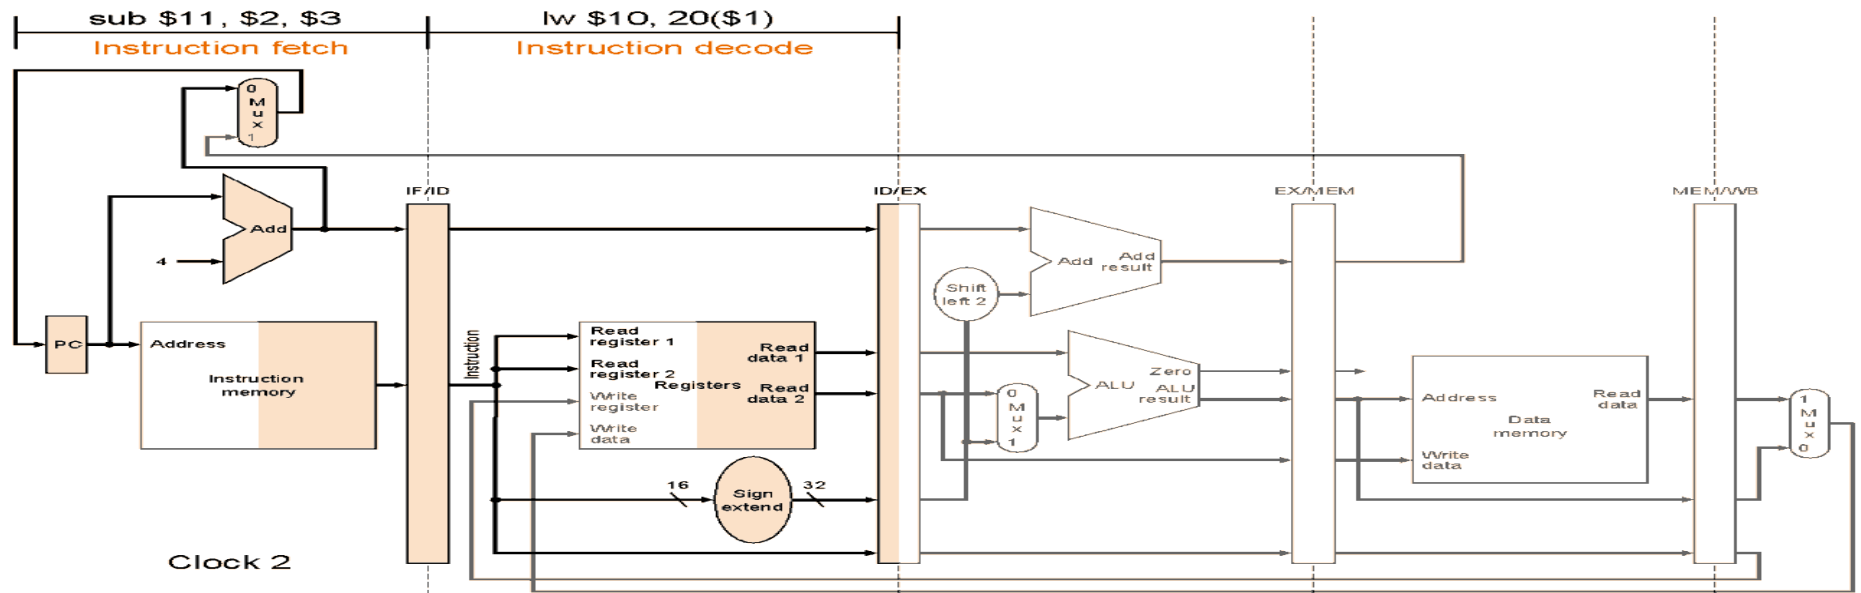 sub $11, $2, $3
lw $10, 20($1)
Instruction fetch
Instruction decode
0
M
u
x
1
IF/ID
ID/EX
EX/MEM
MEM/WB
Add
4
Add
Add
result
Shift
left 2
PC
Address
Instruction
memory
Instruction
Read
register 1
Read
register 2
Write
register
Write
data
Registers
Read
data 1
Read
data 2
0
M
u
x
1
Zero
ALU
ALU
result
Address
Write
data
Read
data
Data
memory
1
M
u
x
0
16
Sign
extend
32
Clock 2